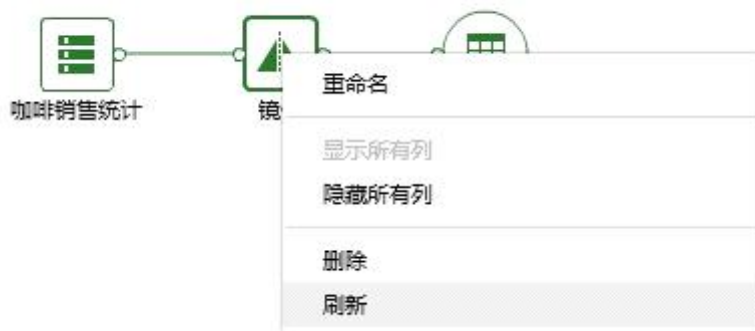 咖啡销售统计
镜
重命名
显示所有列
隐藏所有列
删除
刷新